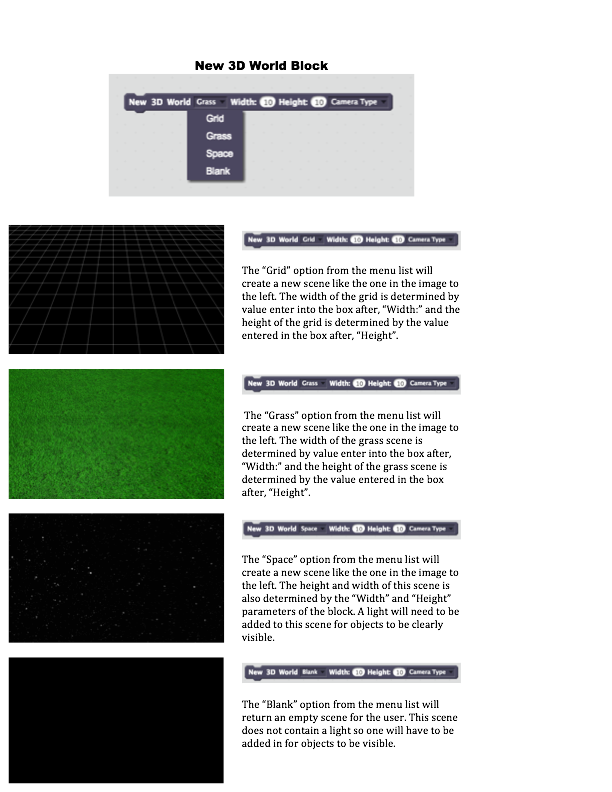 New 3D World Block
New 3D World Grass Width: 10 Height: 10 Camera Type
Grid
Grass
Space
Blank
New 3D World Grid Width: 10 Height: 10 Camera Type
The “Grid” option from the menu list will
create a new scene like the one in the image to
the left. The width of the grid is determined by
value enter into the box after, “Width:” and the
height of the grid is determined by the value
entered in the box after, “Height”.
New 3D World Grass Width: 10 Height: 10 Camera Type
The “Grass” option from the menu list will
create a new scene like the one in the image to
the left. The width of the grass scene is
determined by value enter into the box after,
“Width:” and the height of the grass scene is
determined by the value entered in the box
after, “Height”.
New 3D World Space Width: 10 Height: 10 Camera Type
The “Space” option from the menu list will
create a new scene like the one in the image to
the left. The height and width of this scene is
also determined by the “Width” and “Height”
parameters of the block. A light will need to be
added to this scene for objects to be clearly
visible.
New 3D World Blank Width: 10 Height: 10 Camera Type
The “Blank” option from the menu list will
return an empty scene for the user. This scene
does not contain a light so one will have to be
added in for objects to be visible.